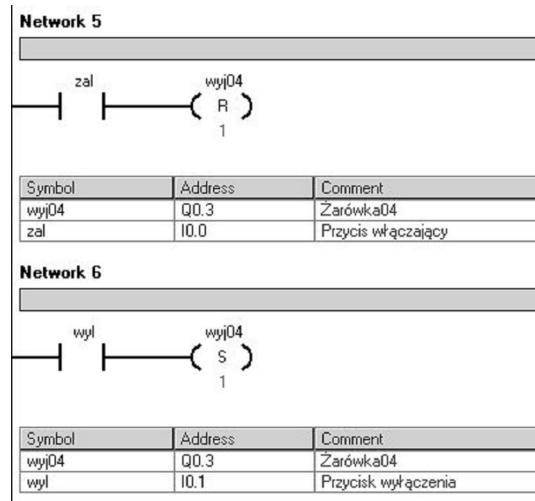 Network 5
zal wyj04
R
1
Symbol Address Comment
wyj04 Q0.3 Żarówka04
zal I0.0 Przycis włączający
Network 6
wyl wyj04
S
1
Symbol Address Comment
wyj04 Q0.3 Żarówka04
wyl I0.1 Przycisk wyłączenia